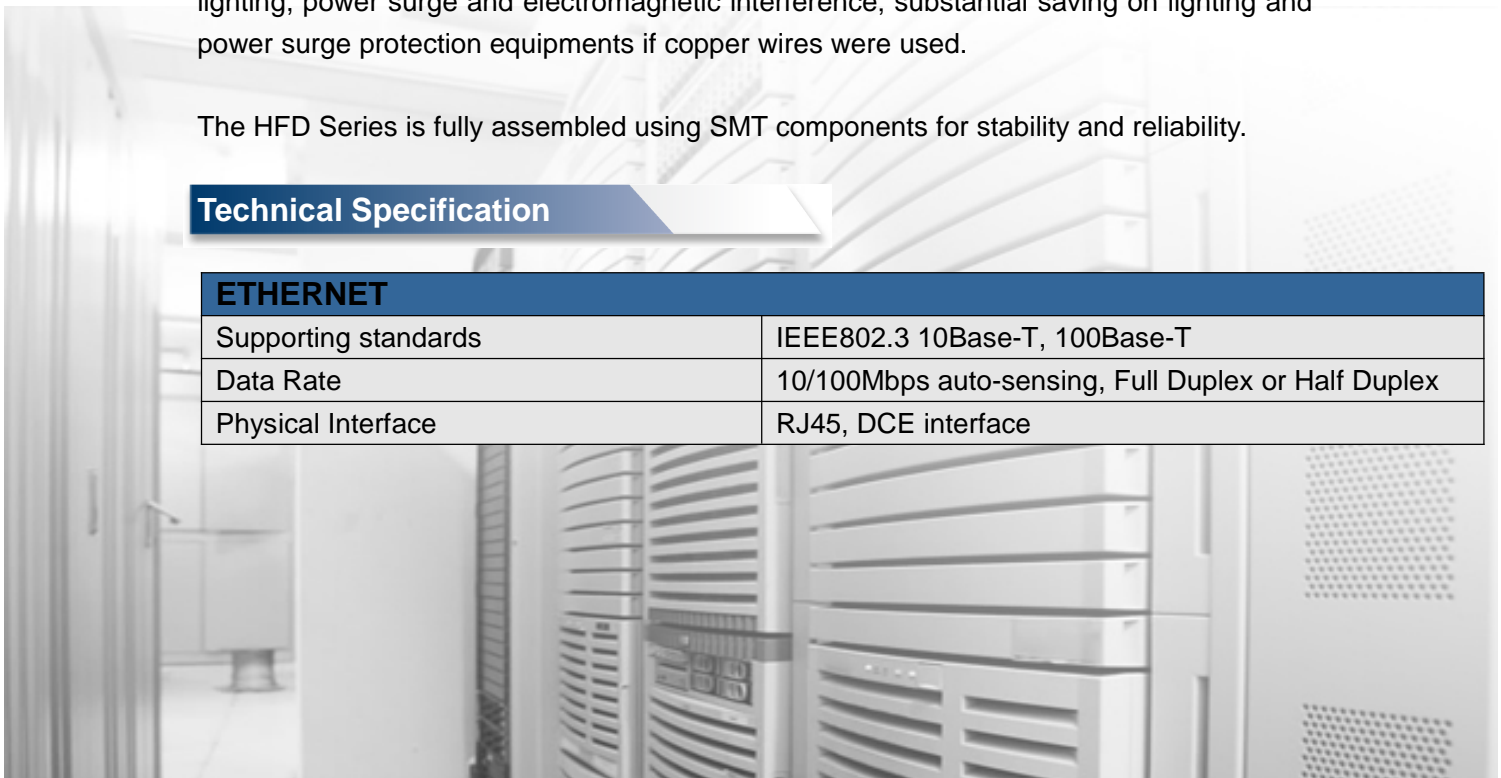 lighting, power surge and electromagnetic interference, substantial saving on lighting and
power surge protection equipments if copper wires were used.
The HFD Series is fully assembled using SMT components for stability and reliability.
Technical Specification
ETHERNET
Supporting standards IEEE802.3 10Base-T, 100Base-T
Data Rate 10/100Mbps auto-sensing, Full Duplex or Half Duplex
Physical Interface RJ45, DCE interface